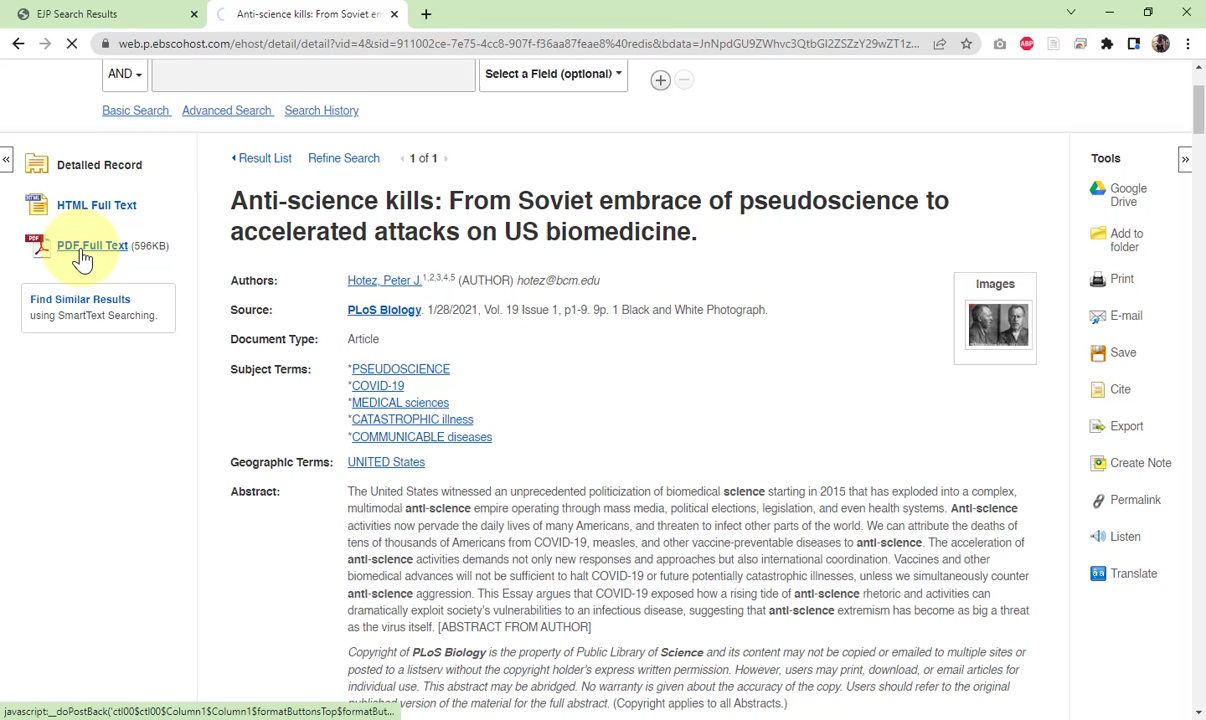 EJP Search Results
Anti-science kills: From Soviet em
web.p.ebscohost.com/ehost/detail/detail?vid=4&sid=911002ce-7e75-4cc8-907f-f36aa87feae8%40redis&bdata=JnNpdGU9ZWhvc3QtbGl2ZSZzY29wZT1z...
ABP
AND
Select a Field (optional)
Basic Search Advanced Search Search History
Detailed Record
Result List Refine Search 1 of 1
Tools
HTML Full Text
PDF Full Text (596KB)
Find Similar Results
using SmartText Searching.
Anti-science kills: From Soviet embrace of pseudoscience to
accelerated attacks on US biomedicine.
Authors: Hotez, Peter J.1,2,3,4,5 (AUTHOR) hotez@bcm.edu
Source: PLoS Biology. 1/28/2021, Vol. 19 Issue 1, p1-9. 9p. 1 Black and White Photograph.
Document Type: Article
Subject Terms: *PSEUDOSCIENCE
*COVID-19
*MEDICAL sciences
*CATASTROPHIC illness
*COMMUNICABLE diseases
Geographic Terms: UNITED States
Abstract: The United States witnessed an unprecedented politicization of biomedical science starting in 2015 that has exploded into a complex,
multimodal anti-science empire operating through mass media, political elections, legislation, and even health systems. Anti-science
activities now pervade the daily lives of many Americans, and threaten to infect other parts of the world. We can attribute the deaths of
tens of thousands of Americans from COVID-19, measles, and other vaccine-preventable diseases to anti-science. The acceleration of
anti-science activities demands not only new responses and approaches but also international coordination. Vaccines and other
biomedical advances will not be sufficient to halt COVID-19 or future potentially catastrophic illnesses, unless we simultaneously counter
anti-science aggression. This Essay argues that COVID-19 exposed how a rising tide of anti-science rhetoric and activities can
dramatically exploit society's vulnerabilities to an infectious disease, suggesting that anti-science extremism has become as big a threat
as the virus itself. [ABSTRACT FROM AUTHOR]
Copyright of PLoS Biology is the property of Public Library of Science and its content may not be copied or emailed to multiple sites or
posted to a listserv without the copyright holder's express written permission. However, users may print, download, or email articles for
individual use. This abstract may be abridged. No warranty is given about the accuracy of the copy. Users should refer to the original
published version of the material for the full abstract. (Copyright applies to all Abstracts.)
Images
Google
Drive
Add to
folder
Print
E-mail
Save
Cite
Export
Create Note
Permalink
Listen
Translate
javascript:__doPostBack('ctl00$ctl00$Column1$Column1$formatButtonsTop$formatBut...